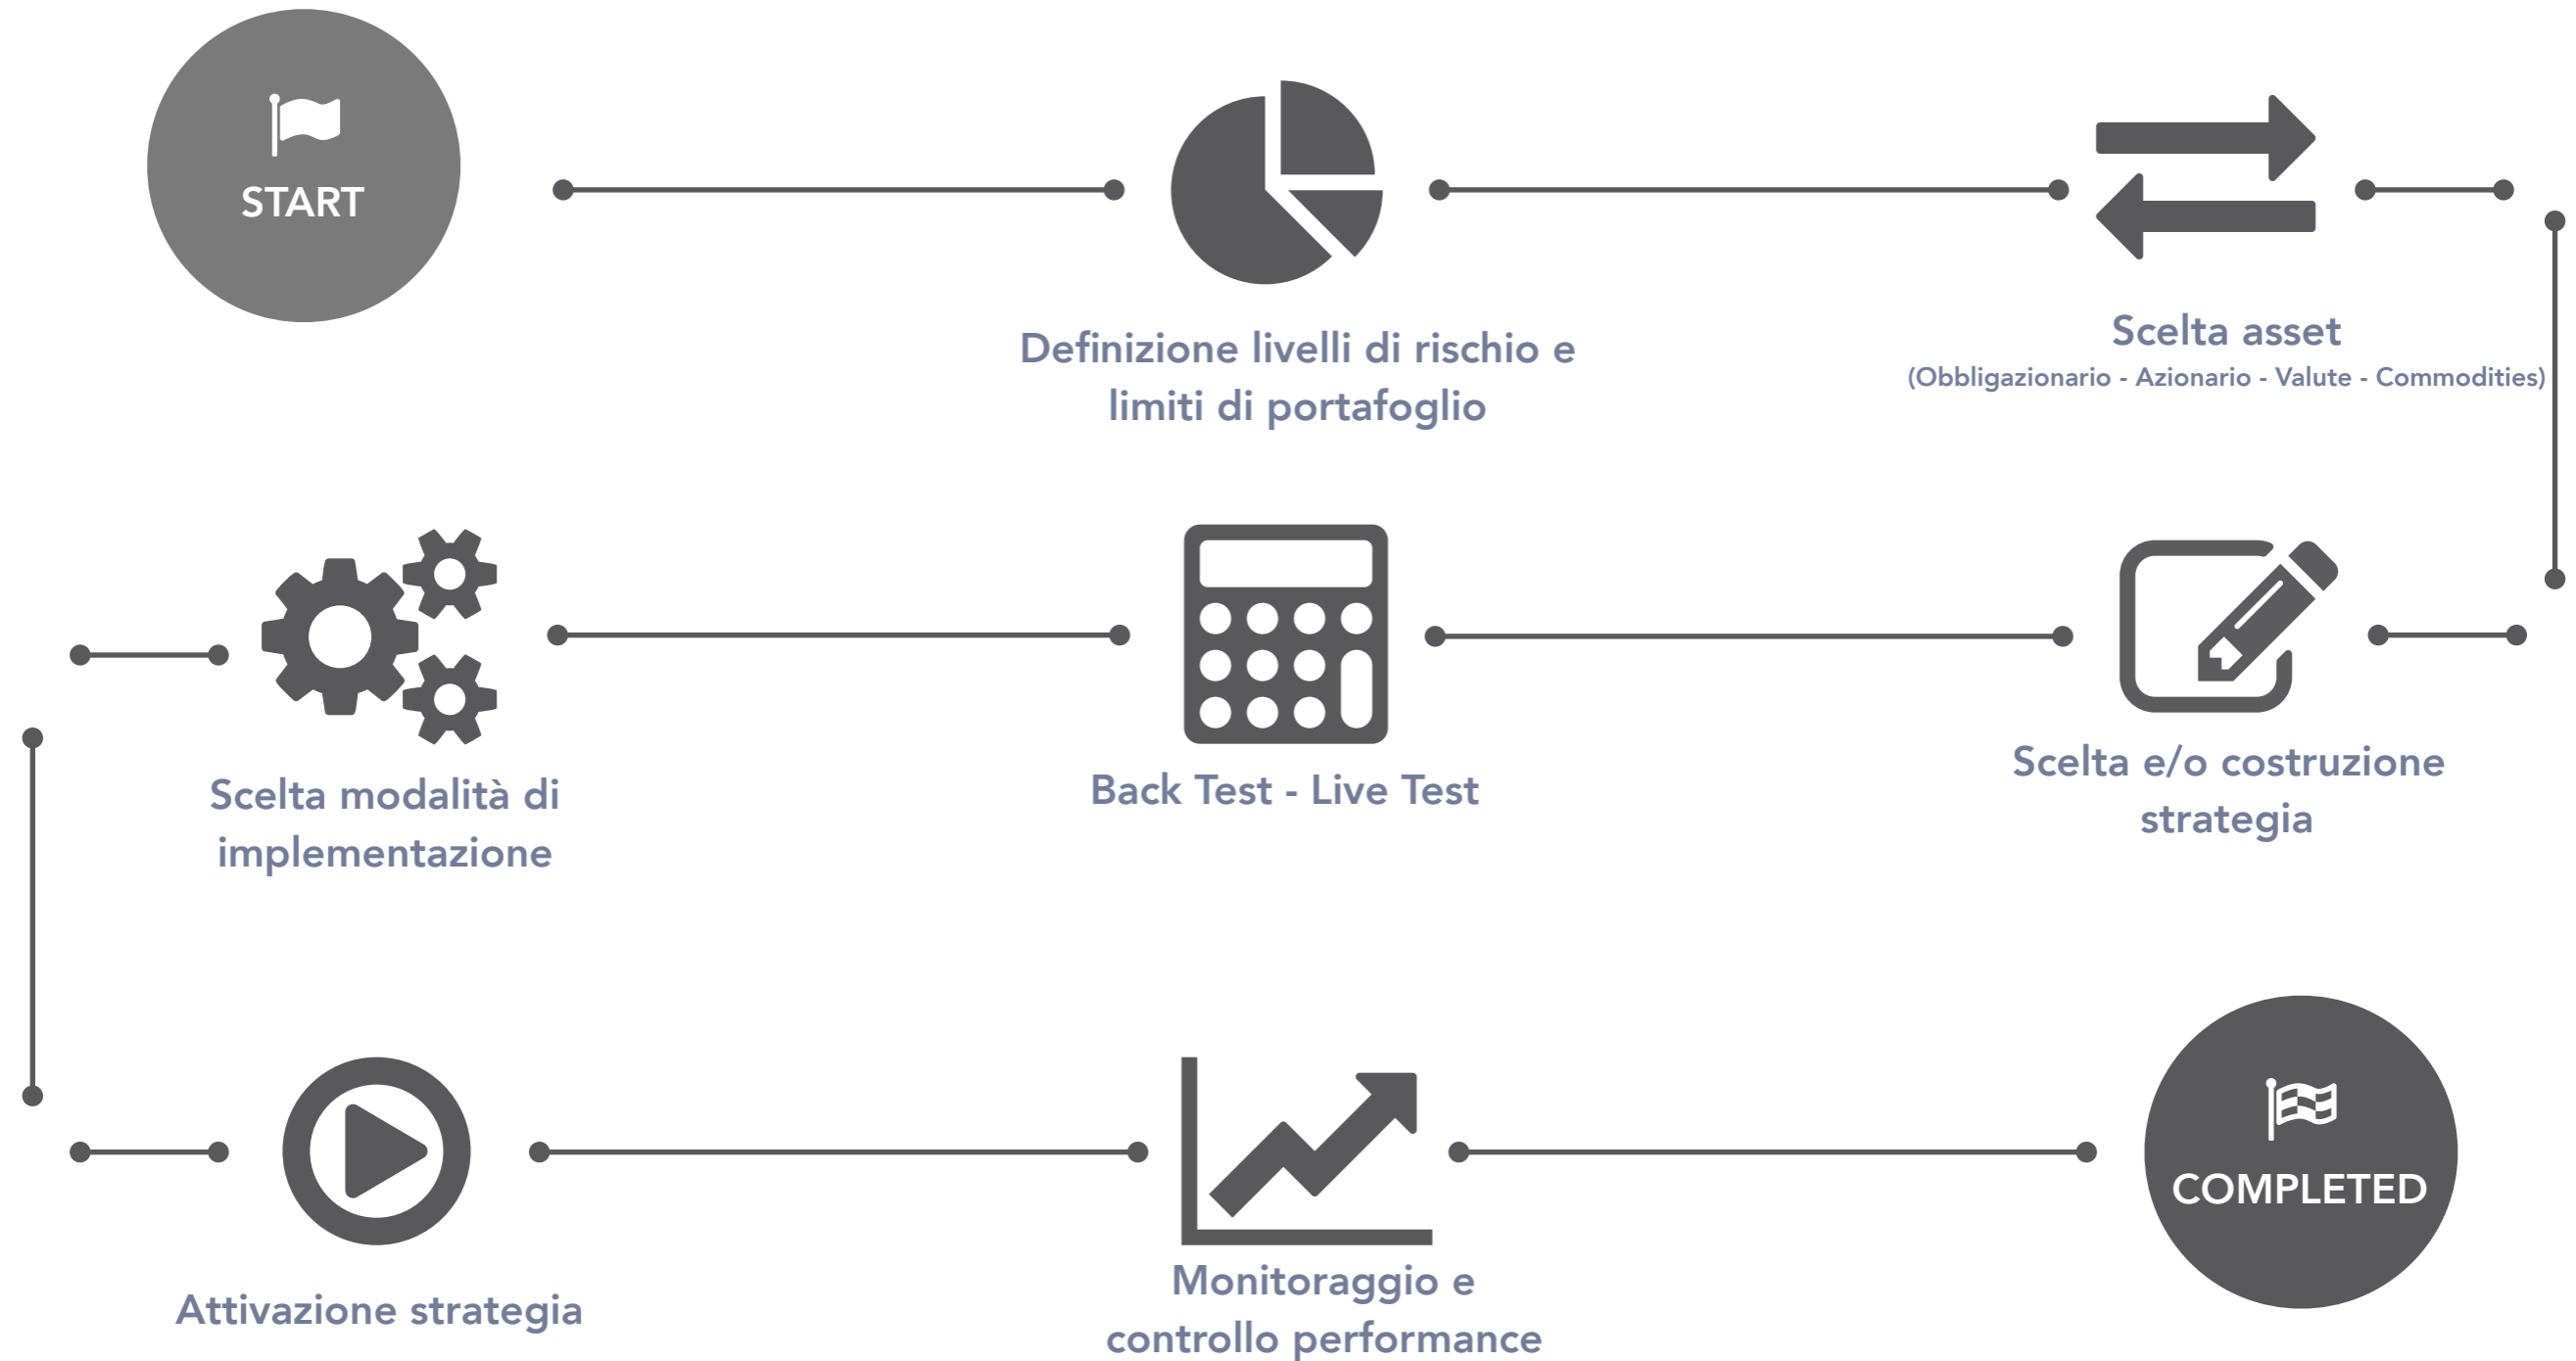 START
Definizione livelli di rischio e
limiti di portafoglio
Scelta asset
(Obbligazionario - Azionario - Valute - Commodities)
Scelta e/o costruzione
strategia
Back Test - Live Test
Scelta modalità di
implementazione
Attivazione strategia
Monitoraggio e
controllo performance
COMPLETED